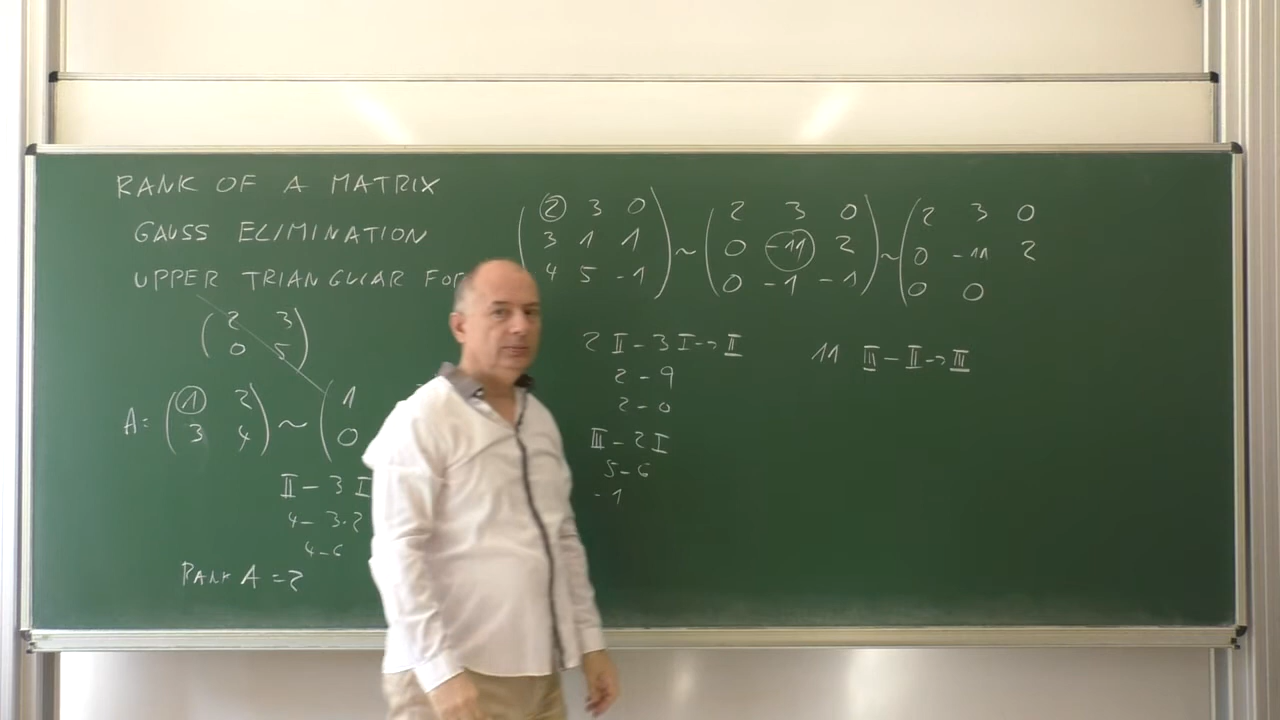 RANK OF A MATRIX
GAUSS ELIMINATION
UPPER TRIANGULAR FO
2 3
0 5
A = ( 1 2 ) ~ ( 1
3 4 0
II - 3 I
4 - 3·2
4 - 6
RANK A = 2
( 2 3 0 ) ~ ( 2 3 0 ) ~ ( 2 3 0
3 1 1 0 -11 2 0 -11 2
4 5 -1 0 -1 -1 0 0
2 II - 3 I → II
2 - 9
2 - 0
III - 2 I
5 - 6
-1
11 III - II → III